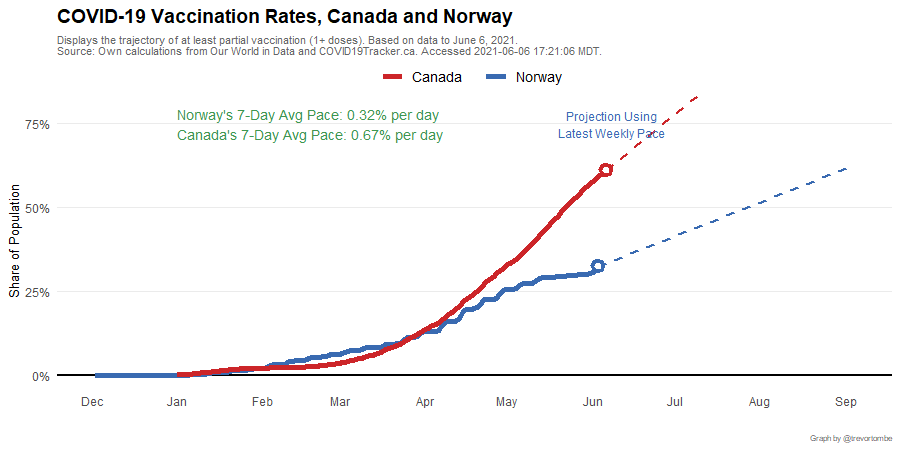 COVID-19 Vaccination Rates, Canada and Norway
Displays the trajectory of at least partial vaccination (1+ doses). Based on data to June 6, 2021.
Source: Own calculations from Our World in Data and COVID19Tracker.ca. Accessed 2021-06-06 17:21:06 MDT.
Canada Norway
Norway's 7-Day Avg Pace: 0.32% per day
Canada's 7-Day Avg Pace: 0.67% per day
Projection Using
Latest Weekly Pace
75%
50%
25%
0%
Share of Population
Dec Jan Feb Mar Apr May Jun Jul Aug Sep
Graph by @trevortombe